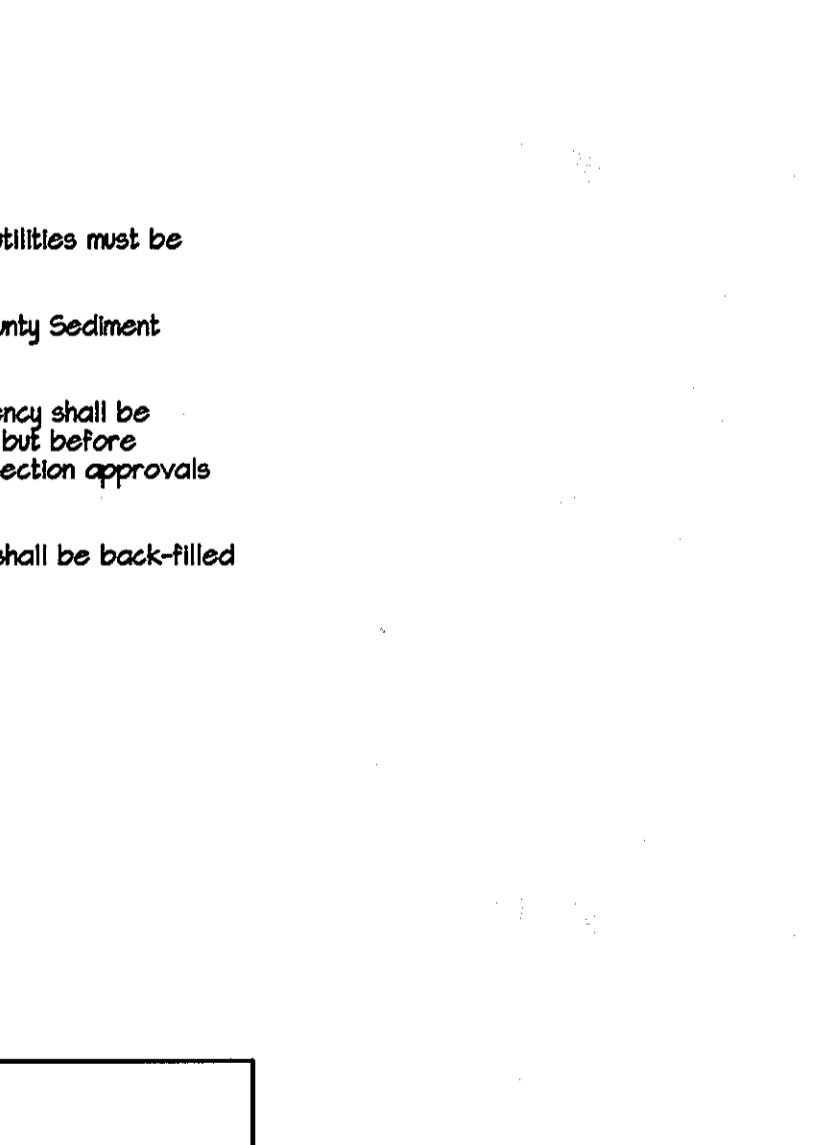 utilities must be
unty Sediment
ency shall be
but before
ection approvals
shall be back-filled